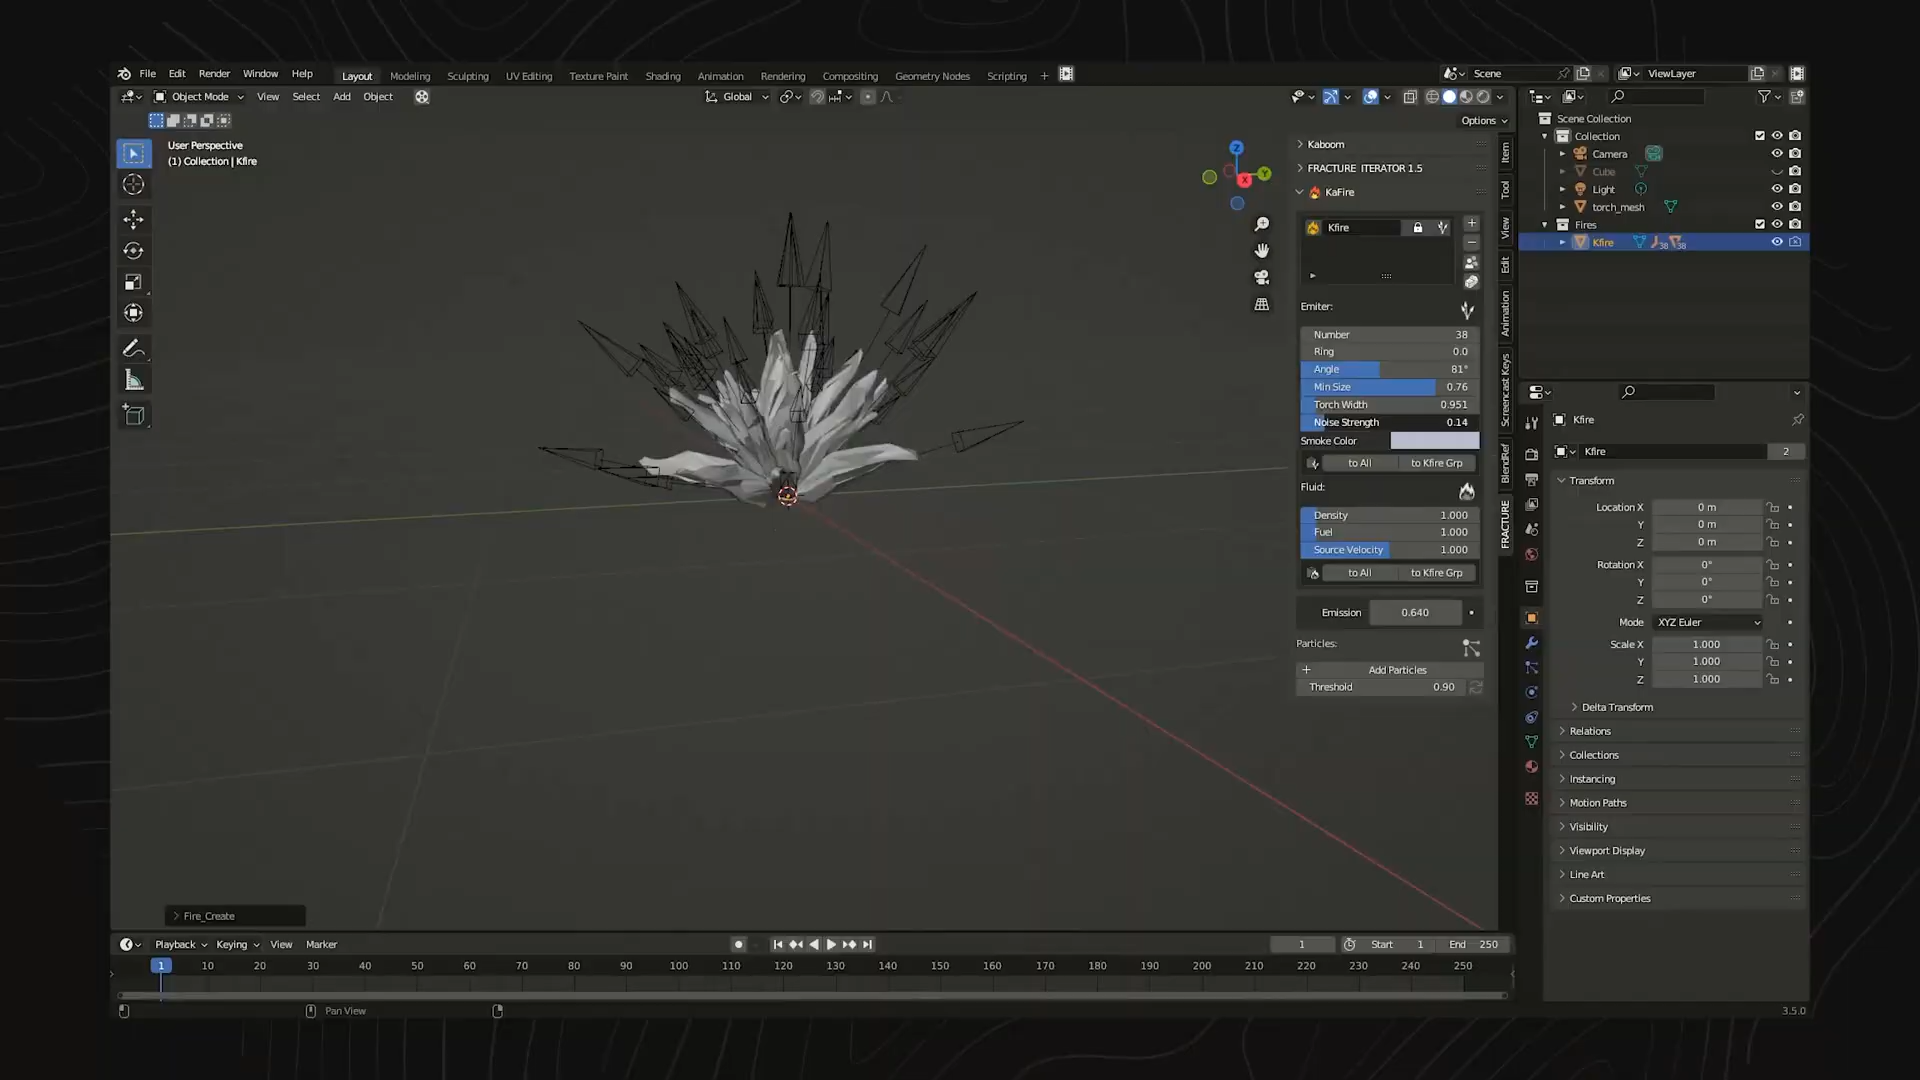 File Edit Render Window Help Layout Modeling Sculpting UV Editing Texture Paint Shading Animation Rendering Compositing Geometry Nodes Scripting + Scene ViewLayer
Object Mode View Select Add Object Global
Options
User Perspective
(1) Collection | Kfire
Kaboom
FRACTURE ITERATOR 1.5
KaFire
Kfire
Emiter:
Number 38
Ring 0.0
Angle 81°
Min Size 0.76
Torch Width 0.951
Noise Strength 0.14
Smoke Color
to All to Kfire Grp
Fluid:
Density 1.000
Fuel 1.000
Source Velocity 1.000
to All to Kfire Grp
Emission 0.640
Particles:
+ Add Particles
Threshold 0.90
Item
Tool
View
Edit
Animation
Screencast Keys
BlendRef
FRACTURE
X
Y
Z
Scene Collection
Collection
Camera
Cube
Light
torch_mesh
Fires
Kfire 38 38
Kfire
Kfire 2
Transform
Location X 0 m
Y 0 m
Z 0 m
Rotation X 0°
Y 0°
Z 0°
Mode XYZ Euler
Scale X 1.000
Y 1.000
Z 1.000
Delta Transform
Relations
Collections
Instancing
Motion Paths
Visibility
Viewport Display
Line Art
Custom Properties
Fire_Create
Playback Keying View Marker 1 Start 1 End 250
1 10 20 30 40 50 60 70 80 90 100 110 120 130 140 150 160 170 180 190 200 210 220 230 240 250
Pan View 3.5.0